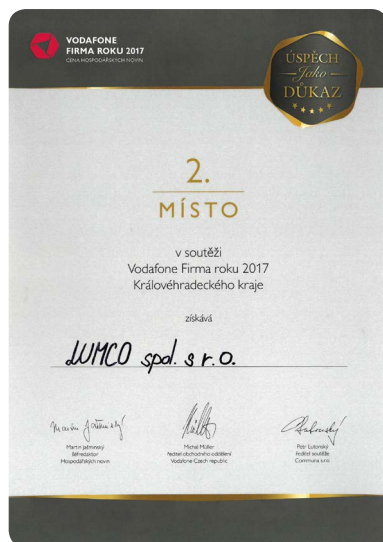 VODAFONE
FIRMA ROKU 2017
CENA HOSPODÁŘSKÝCH NOVIN
ÚSPĚCH
Jako
DŮKAZ
2.
MÍSTO
v soutěži
Vodafone Firma roku 2017
Královéhradeckého kraje
získává
LUMCO spol. s r.o.
Martin Jašminský
šéfredaktor
Hospodářských novin
Michal Müller
ředitel obchodního oddělení
Vodafone Czech republic
Petr Lutonský
ředitel soutěže
Communa s.r.o.